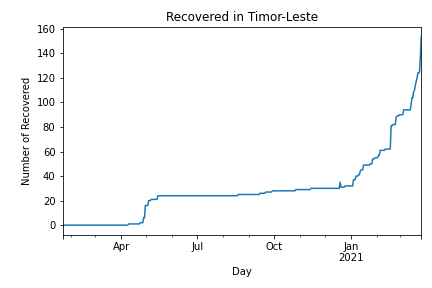 Recovered in Timor-Leste
Number of Recovered
160
140
120
100
80
60
40
20
0
Apr
Jul
Oct
Jan
2021
Day